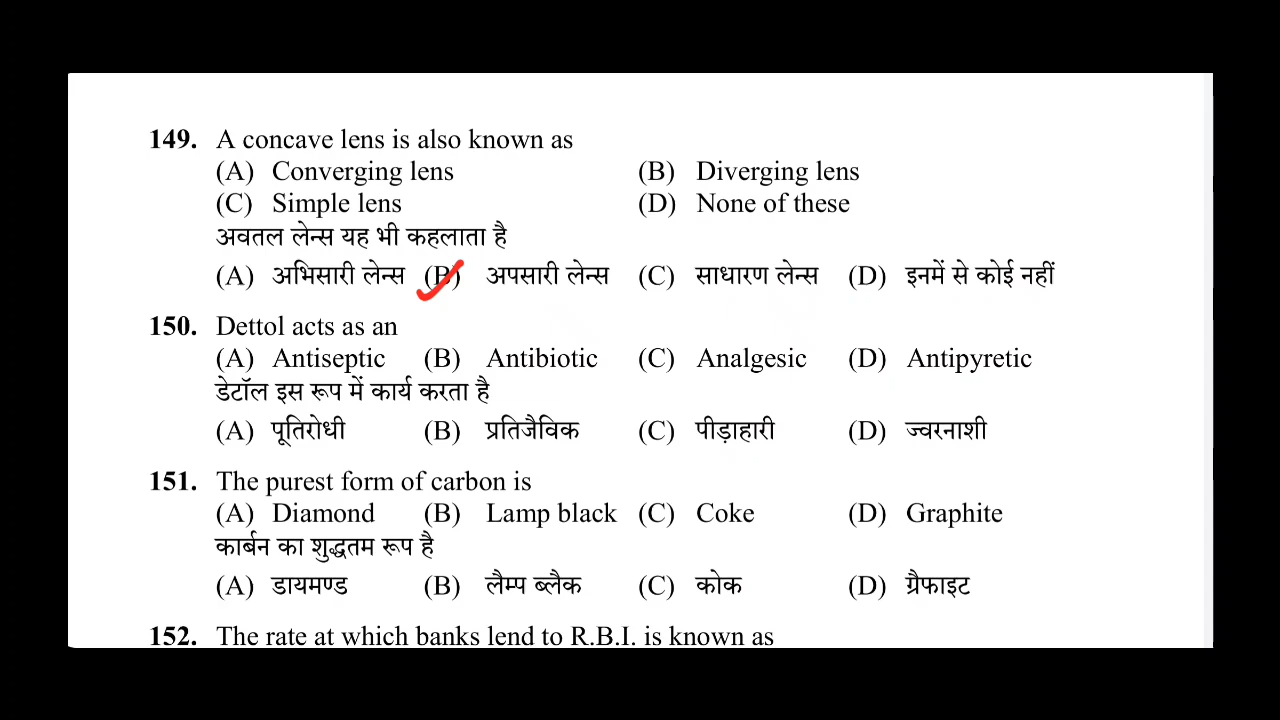 149. A concave lens is also known as
(A) Converging lens (B) Diverging lens
(C) Simple lens (D) None of these
अवतल लेन्स यह भी कहलाता है
(A) अभिसारी लेन्स (B) अपसारी लेन्स (C) साधारण लेन्स (D) इनमें से कोई नहीं
150. Dettol acts as an
(A) Antiseptic (B) Antibiotic (C) Analgesic (D) Antipyretic
डेटॉल इस रूप में कार्य करता है
(A) पूतिरोधी (B) प्रतिजैविक (C) पीड़ाहारी (D) ज्वरनाशी
151. The purest form of carbon is
(A) Diamond (B) Lamp black (C) Coke (D) Graphite
कार्बन का शुद्धतम रूप है
(A) डायमण्ड (B) लैम्प ब्लैक (C) कोक (D) ग्रैफाइट
152. The rate at which banks lend to R.B.I. is known as